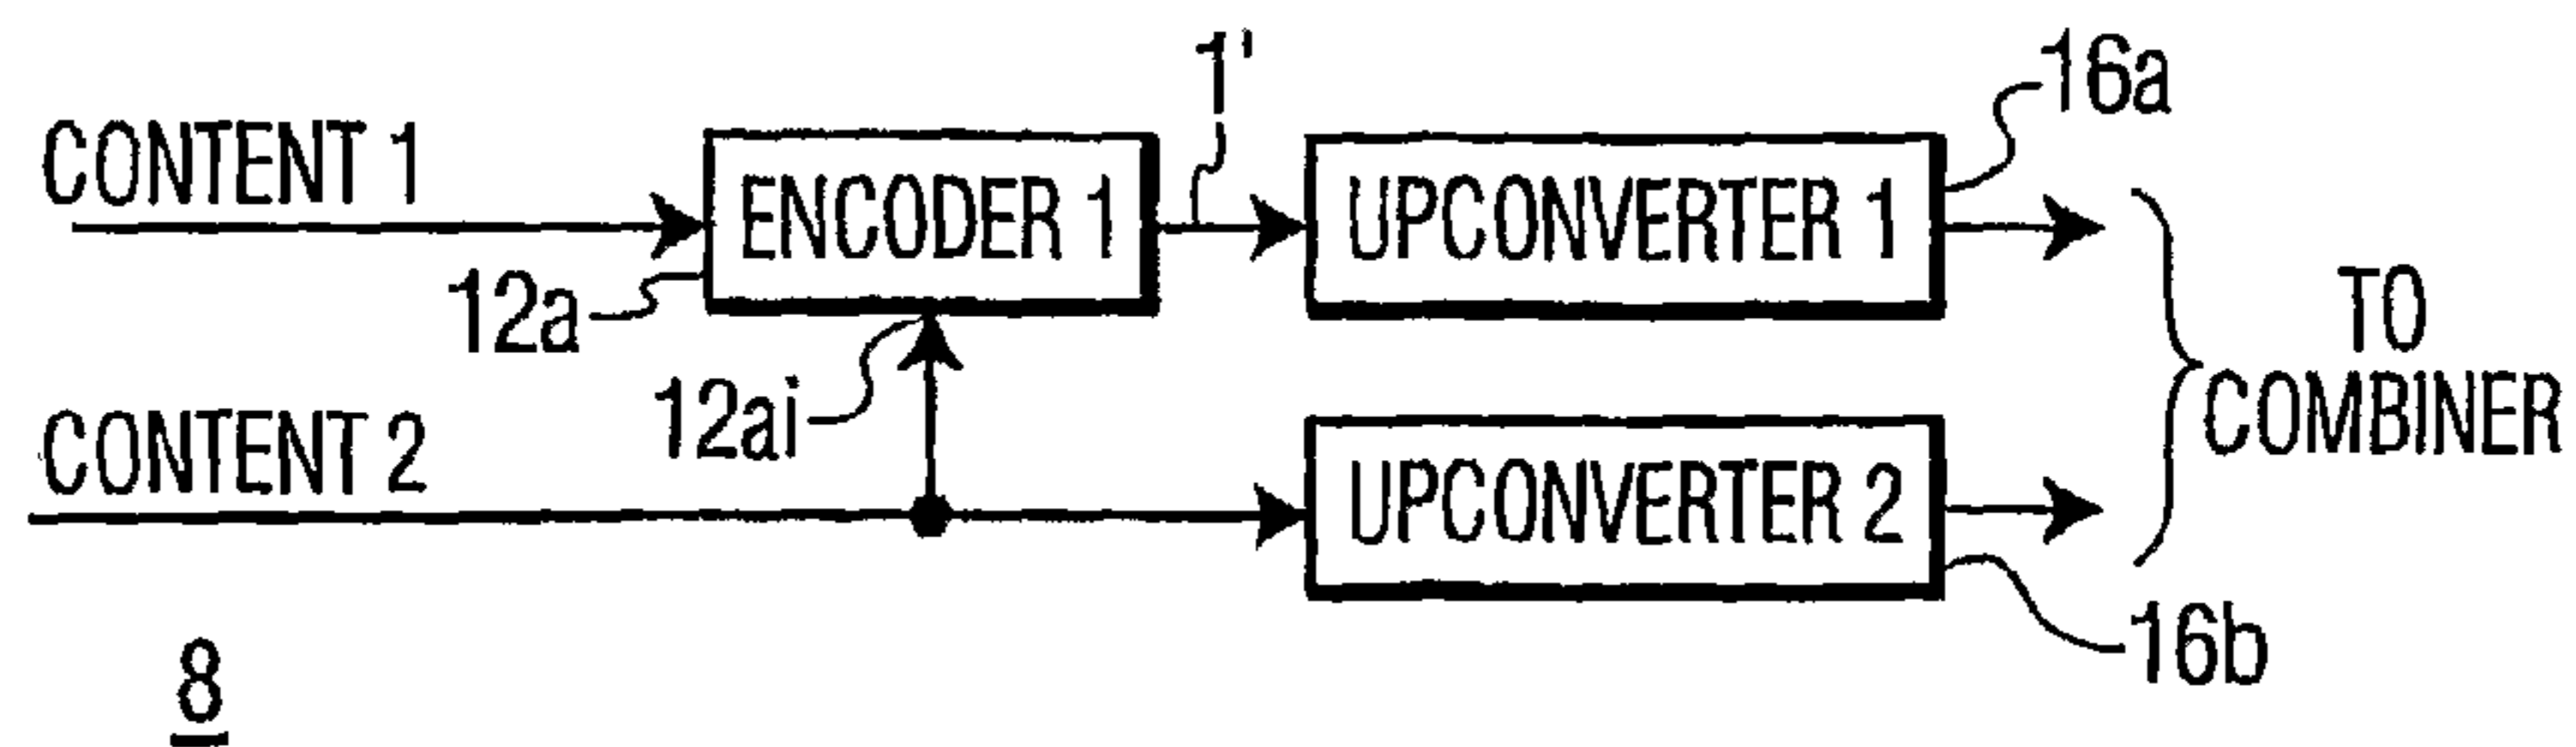 CONTENT 1
ENCODER 1
1'
UPCONVERTER 1
16a
12a
12ai
TO
COMBINER
CONTENT 2
UPCONVERTER 2
16b
8